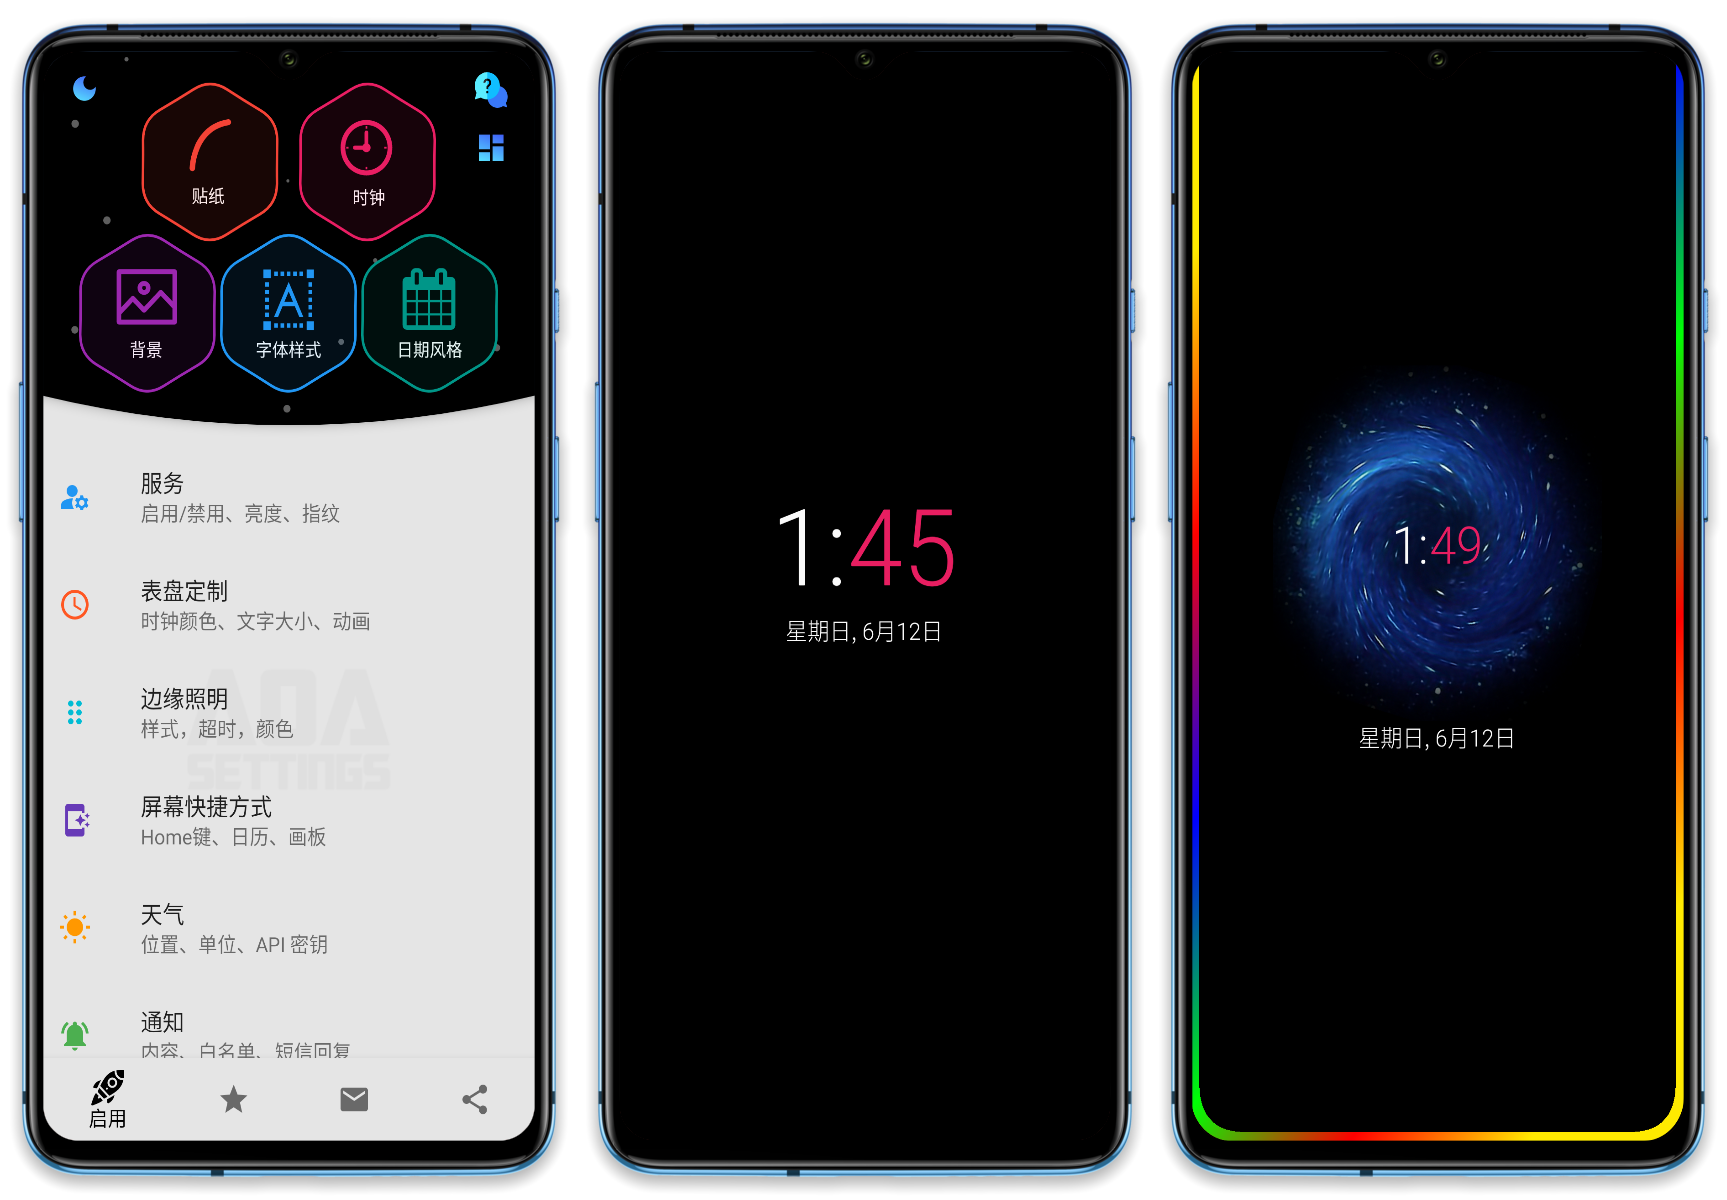 贴纸
时钟
背景
字体样式
日期风格
服务
启用/禁用、亮度、指纹
表盘定制
时钟颜色、文字大小、动画
边缘照明
样式，超时，颜色
AOA
SETTINGS
屏幕快捷方式
Home键、日历、画板
天气
位置、单位、API 密钥
通知
内容、白名单、短信回复
启用
1:45
星期日, 6月12日
1:49
星期日, 6月12日